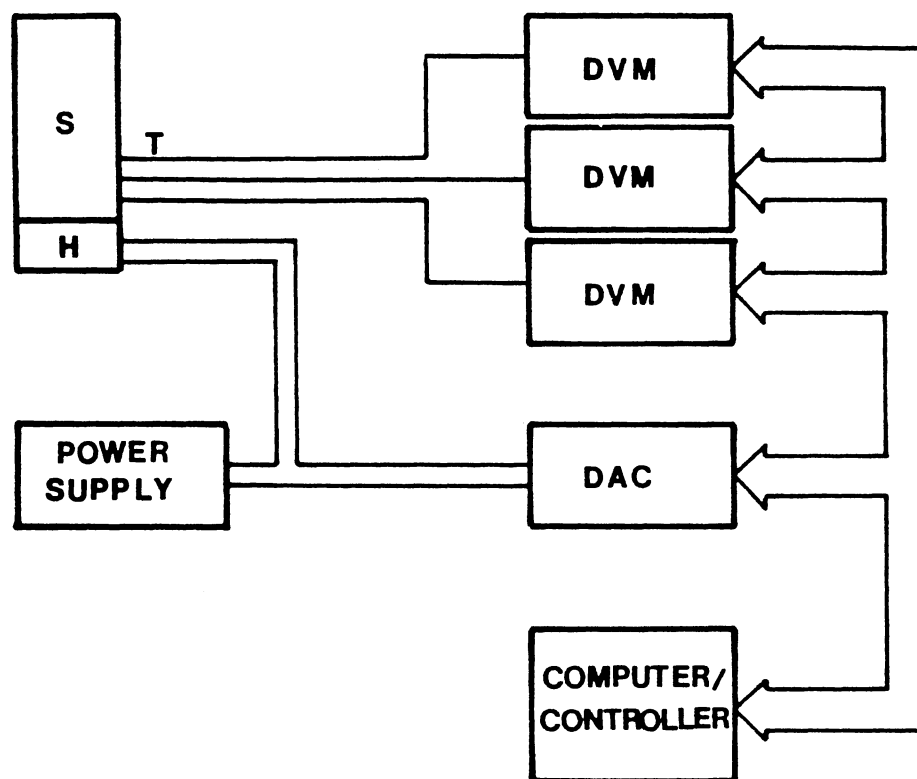 S
T
H
DVM
DVM
DVM
POWER
SUPPLY
DAC
COMPUTER/
CONTROLLER